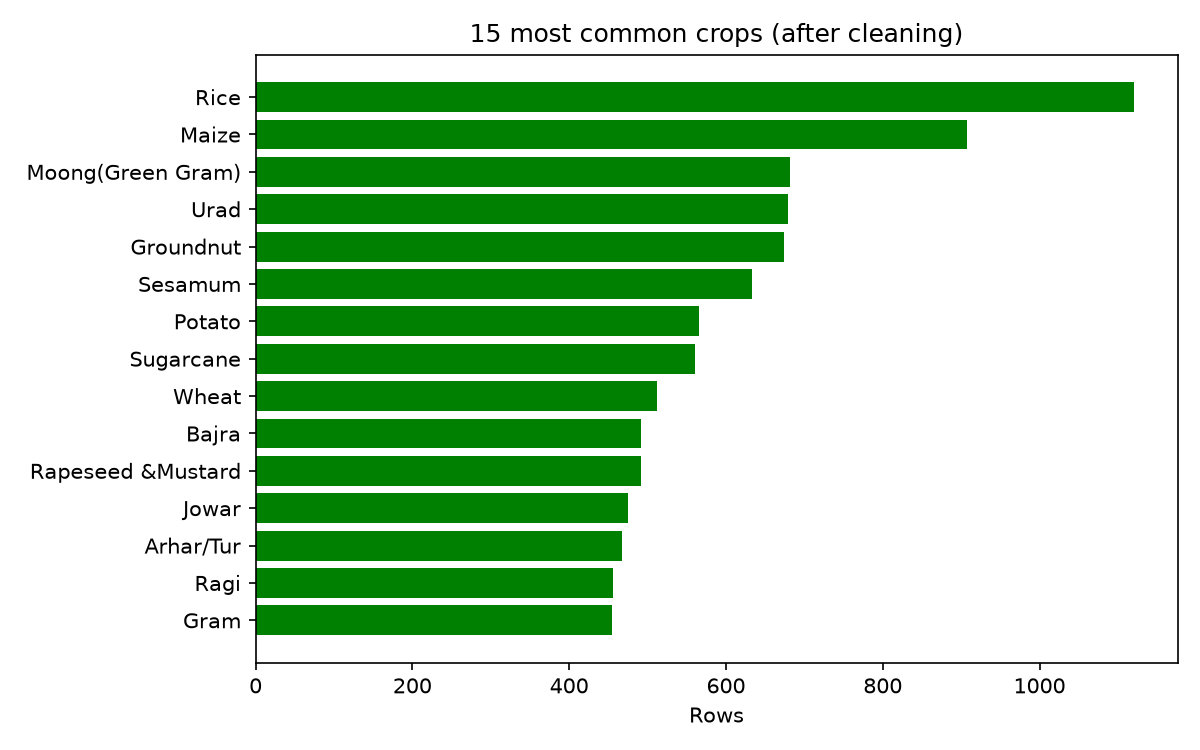 15 most common crops (after cleaning)
Rice
Maize
Moong(Green Gram)
Urad
Groundnut
Sesamum
Potato
Sugarcane
Wheat
Bajra
Rapeseed &Mustard
Jowar
Arhar/Tur
Ragi
Gram
0 200 400 600 800 1000
Rows